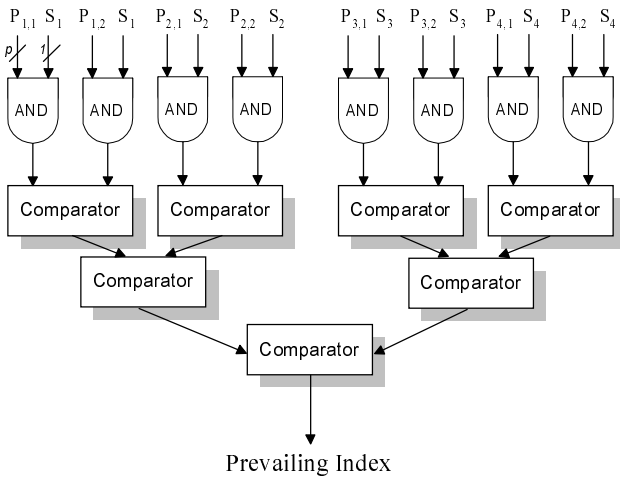 P1,1 S1 P1,2 S1 P2,1 S2 P2,2 S2 P3,1 S3 P3,2 S3 P4,1 S4 P4,2 S4
p 1
AND AND AND AND AND AND AND
Comparator Comparator Comparator Comparator
Comparator Comparator
Comparator
Prevailing Index